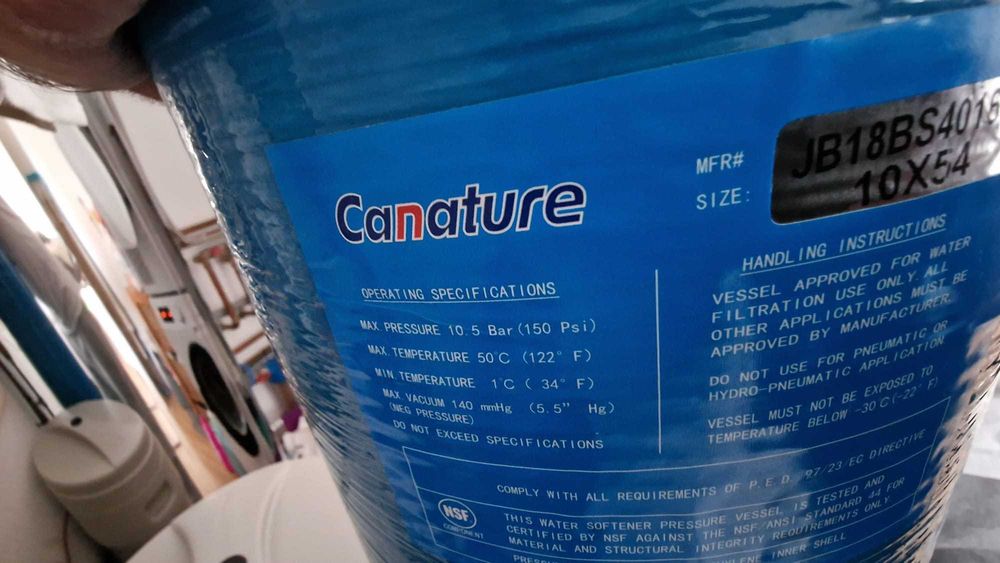 Canature
MFR# JB18BS4016
SIZE: 10X54
OPERATING SPECIFICATIONS
MAX. PRESSURE 10.5 Bar(150 Psi)
MAX. TEMPERATURE 50°C (122° F)
MIN TEMPERATURE 1°C ( 34° F)
MAX. VACUUM 140 mmHg (5.5" Hg)
(NEG PRESSURE)
DO NOT EXCEED SPECIFICATIONS
HANDLING INSTRUCTIONS
VESSEL APPROVED FOR WATER
FILTRATION USE ONLY. ALL
OTHER APPLICATIONS MUST BE
APPROVED BY MANUFACTURER.
DO NOT USE FOR PNEUMATIC OR
HYDRO-PNEUMATIC APPLICATION.
VESSEL MUST NOT BE EXPOSED TO
TEMPERATURE BELOW -30°C(-22° F)
COMPLY WITH ALL REQUIREMENTS OF P.E.D. 97/23/EC DIRECTIVE
NSF
COMPONENT
THIS WATER SOFTENER PRESSURE VESSEL IS TESTED AND
CERTIFIED BY NSF AGAINST THE NSF/ANSI STANDARD 44 FOR
MATERIAL AND STRUCTURAL INTEGRITY REQUIREMENTS ONLY.
INNER SHELL